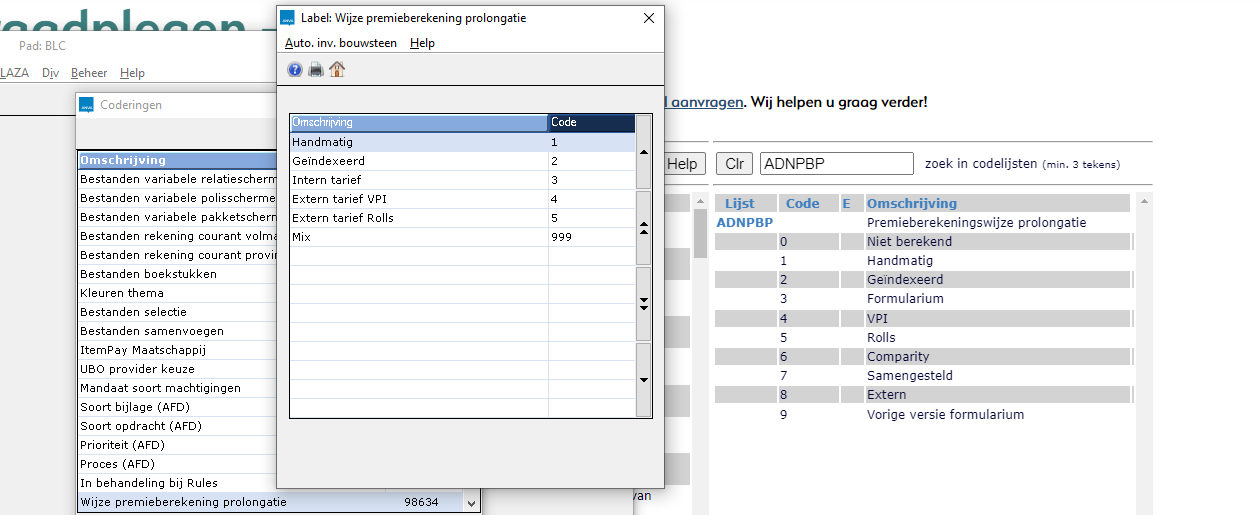 Pad: BLC
LAZA Div Beheer Help
Coderingen
Omschrijving
Bestanden variabele relatiescherm
Bestanden variabele polisscherme
Bestanden variabele pakketscherm
Bestanden rekening courant volma
Bestanden rekening courant provin
Bestanden boekstukken
Kleuren thema
Bestanden selectie
Bestanden samenvoegen
ItemPay Maatschappij
UBO provider keuze
Mandaat soort machtigingen
Soort bijlage (AFD)
Soort opdracht (AFD)
Prioriteit (AFD)
Proces (AFD)
In behandeling bij Rules
Wijze premieberekening prolongatie 98634
Label: Wijze premieberekening prolongatie
Auto. inv. bouwsteen Help
Omschrijving Code
Handmatig 1
Geïndexeerd 2
Intern tarief 3
Extern tarief VPI 4
Extern tarief Rolls 5
Mix 999
aanvragen. Wij helpen u graag verder!
Help Clr ADNPBP zoek in codelijsten (min. 3 tekens)
Lijst Code E Omschrijving
ADNPBP Premieberekeningswijze prolongatie
0 Niet berekend
1 Handmatig
2 Geïndexeerd
3 Formularium
4 VPI
5 Rolls
6 Comparity
7 Samengesteld
8 Extern
9 Vorige versie formularium
van